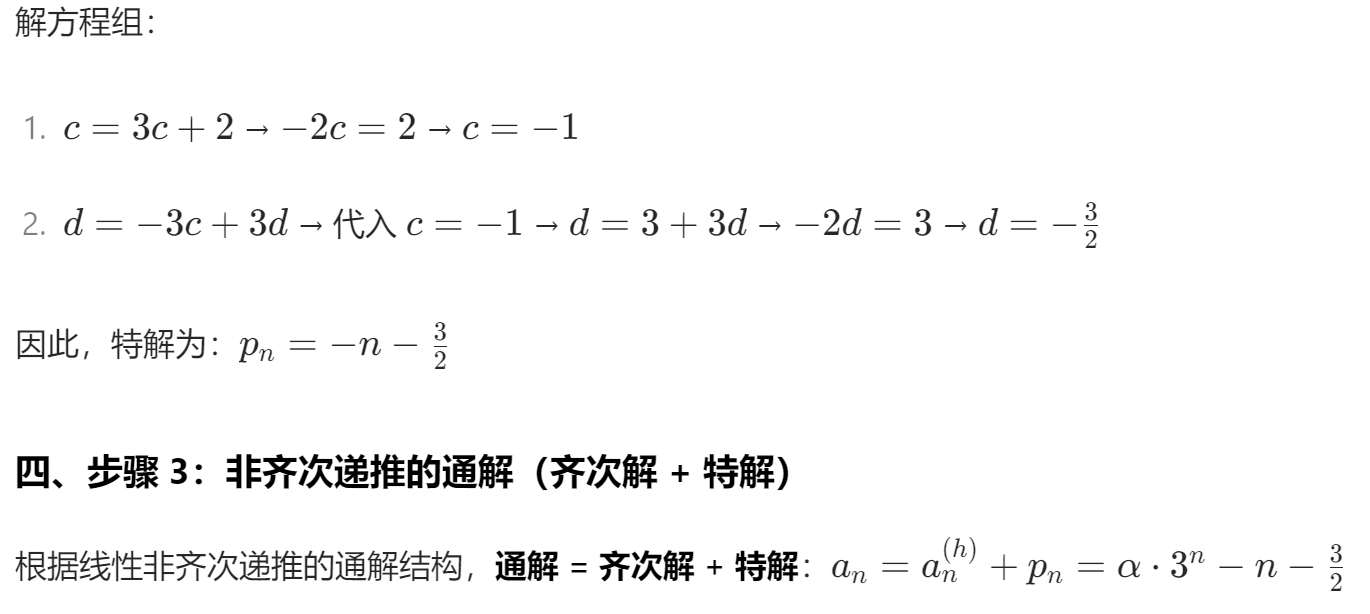 解方程组：
1. c = 3c + 2 → −2c = 2 → c = −1
2. d = −3c + 3d → 代入 c = −1 → d = 3 + 3d → −2d = 3 → d = −\frac{3}{2}
因此，特解为：p_n = −n − \frac{3}{2}
四、步骤 3：非齐次递推的通解（齐次解 + 特解）
根据线性非齐次递推的通解结构，通解 = 齐次解 + 特解：a_n = a_n^{(h)} + p_n = α · 3^n − n − \frac{3}{2}